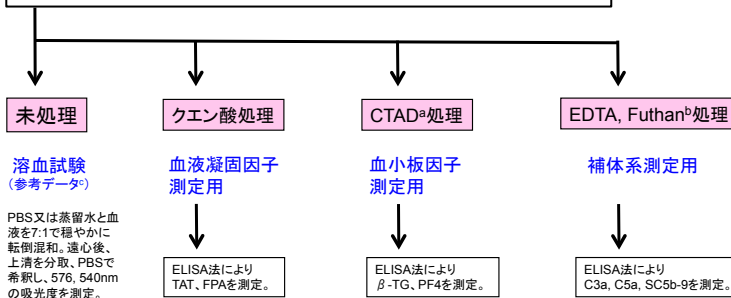 未処理
クエン酸処理
CTADa処理
EDTA, Futhanb処理
溶血試験
(参考データc)
血液凝固因子
測定用
血小板因子
測定用
補体系測定用
PBS又は蒸留水と血
液を7:1で穏やかに
転倒混和。遠心後、
上清を分取、PBSで
希釈し、576, 540nm
の吸光度を測定。
ELISA法により
TAT、FPAを測定。
ELISA法により
β-TG、PF4を測定。
ELISA法により
C3a, C5a, SC5b-9を測定。